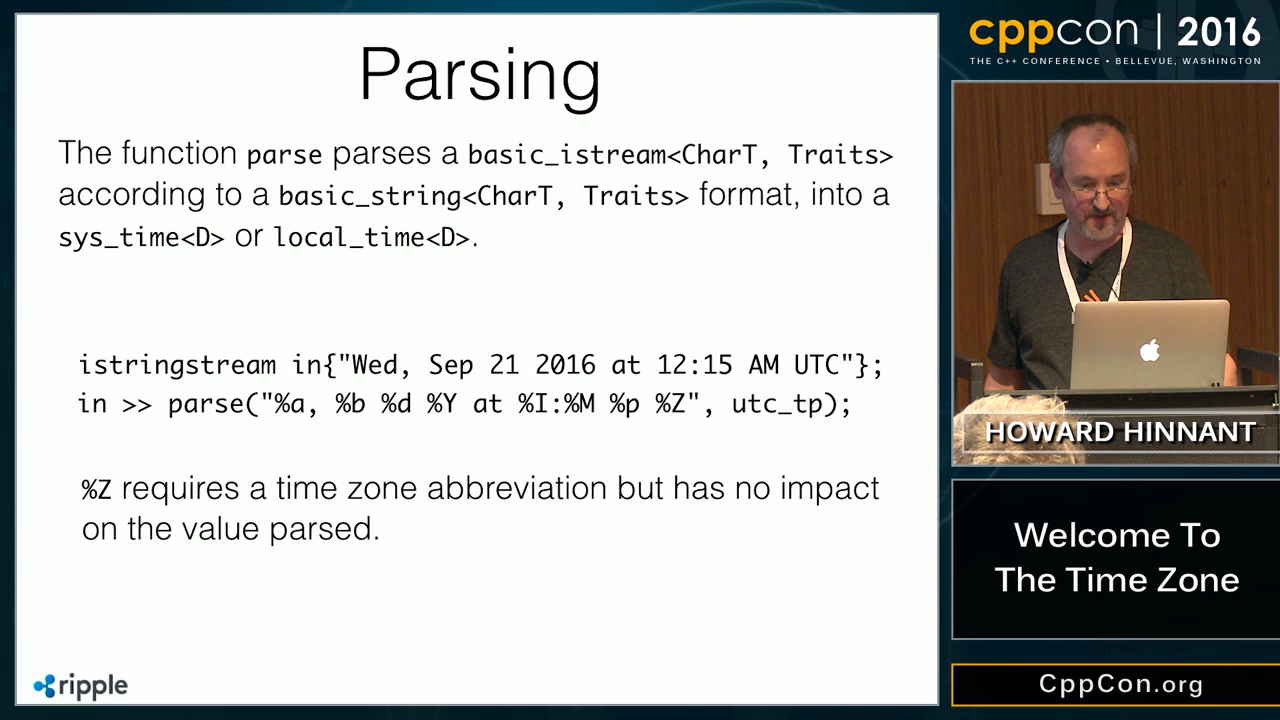 Parsing
The function parse parses a basic_istream<CharT, Traits>
according to a basic_string<CharT, Traits> format, into a
sys_time<D> or local_time<D>.
istringstream in{"Wed, Sep 21 2016 at 12:15 AM UTC"};
in >> parse("%a, %b %d %Y at %I:%M %p %Z", utc_tp);
%Z requires a time zone abbreviation but has no impact
on the value parsed.
ripple
cppcon | 2016
THE C++ CONFERENCE • BELLEVUE, WASHINGTON
HOWARD HINNANT
Welcome To
The Time Zone
CppCon.org